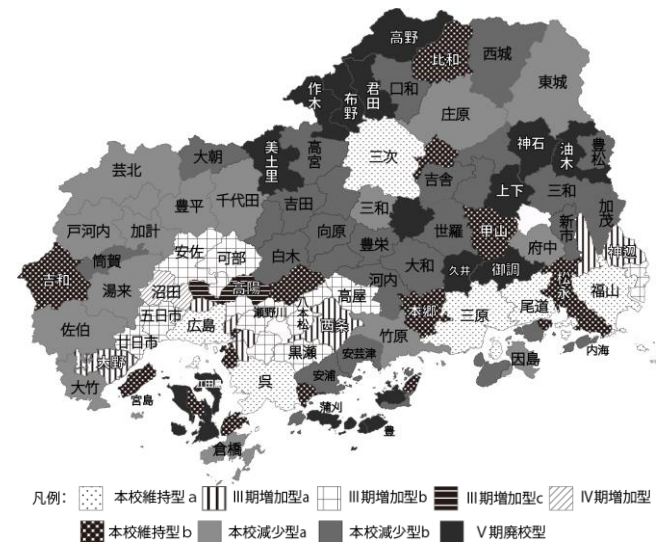 高野
比和
西城
東城
作木
布野
君田
口和
庄原
三次
神石
油木
豊松
大朝
美土里
高宮
芸北
吉舎
上下
三和
吉田
千代田
豊平
三和
加茂
新市
甲山
世羅
向原
豊栄
戸河内
加計
安佐
可部
白木
府中
神辺
大和
久井
御調
筒賀
吉和
高陽
河内
松永
福山
湯来
沼田
瀬野川
八本松
高屋
本郷
三原
尾道
五日市
広島
西条
佐伯
廿日市
黒瀬
安芸津
竹原
内海
因島
大野
呉
安浦
大竹
江田島
宮島
蒲刈
豊
倉橋
凡例: 本校維持型a Ⅲ期増加型a Ⅲ期増加型b Ⅲ期増加型c Ⅳ期増加型
本校維持型b 本校減少型a 本校減少型b Ⅴ期廃校型